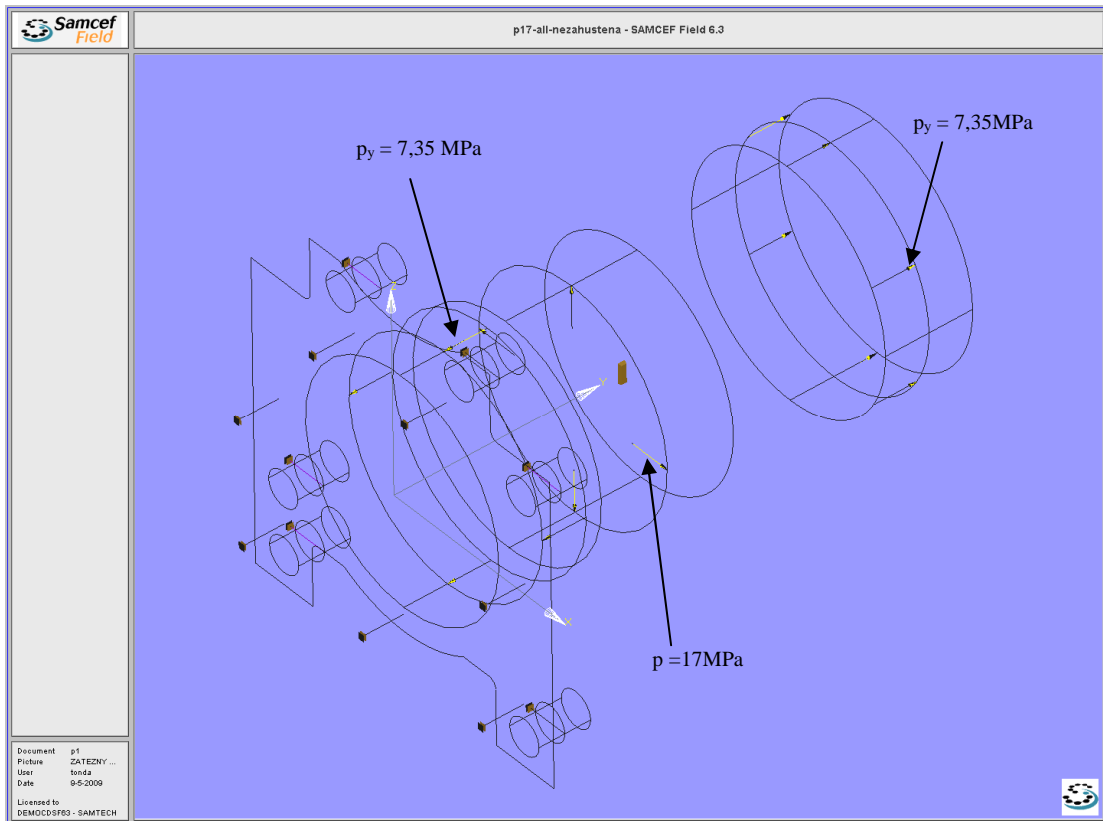 Samcef
Field
p17-all-nezahustena - SAMCEF Field 6.3
py = 7,35 MPa
py = 7,35MPa
Y
X
p =17MPa
Document p1
Picture ZATEZNY ...
User tonda
Date 9-5-2009
Licensed to
DEMOCDSF63 - SAMTECH